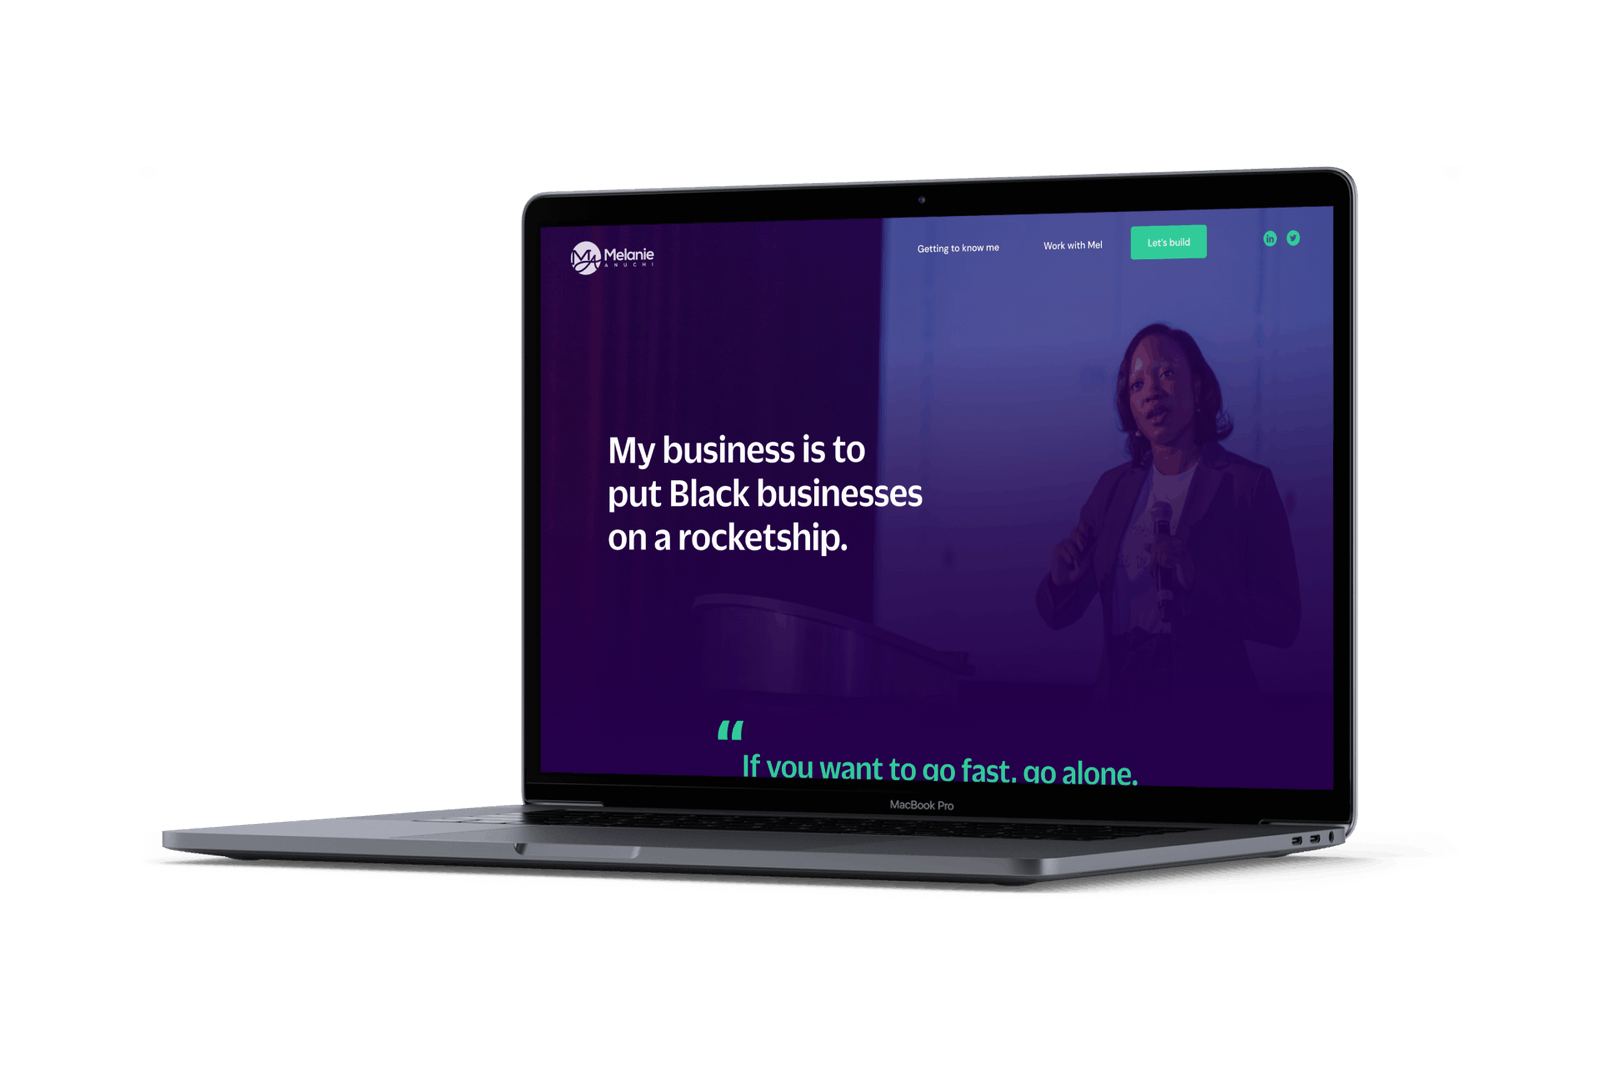 Melanie
ANUCHI
Getting to know me
Work with Mel
Let's build
in
My business is to
put Black businesses
on a rocketship.
“
If you want to go fast, go alone.
MacBook Pro